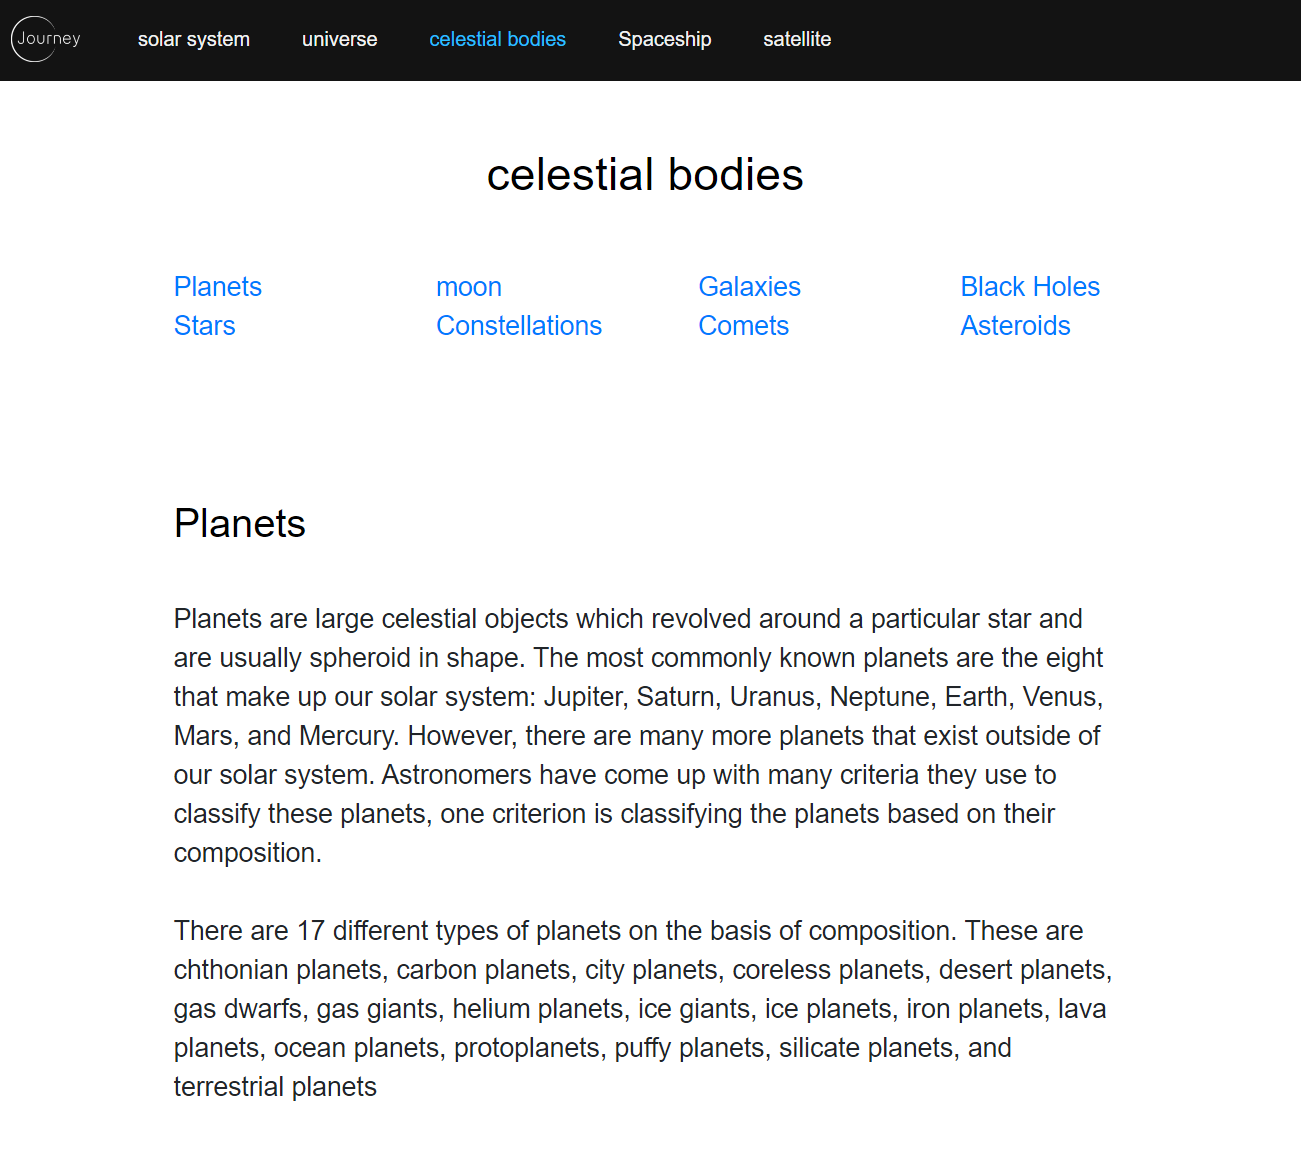 Journey
solar system
universe
celestial bodies
Spaceship
satellite
celestial bodies
Planets
moon
Galaxies
Black Holes
Stars
Constellations
Comets
Asteroids
Planets
Planets are large celestial objects which revolved around a particular star and
are usually spheroid in shape. The most commonly known planets are the eight
that make up our solar system: Jupiter, Saturn, Uranus, Neptune, Earth, Venus,
Mars, and Mercury. However, there are many more planets that exist outside of
our solar system. Astronomers have come up with many criteria they use to
classify these planets, one criterion is classifying the planets based on their
composition.
There are 17 different types of planets on the basis of composition. These are
chthonian planets, carbon planets, city planets, coreless planets, desert planets,
gas dwarfs, gas giants, helium planets, ice giants, ice planets, iron planets, lava
planets, ocean planets, protoplanets, puffy planets, silicate planets, and
terrestrial planets